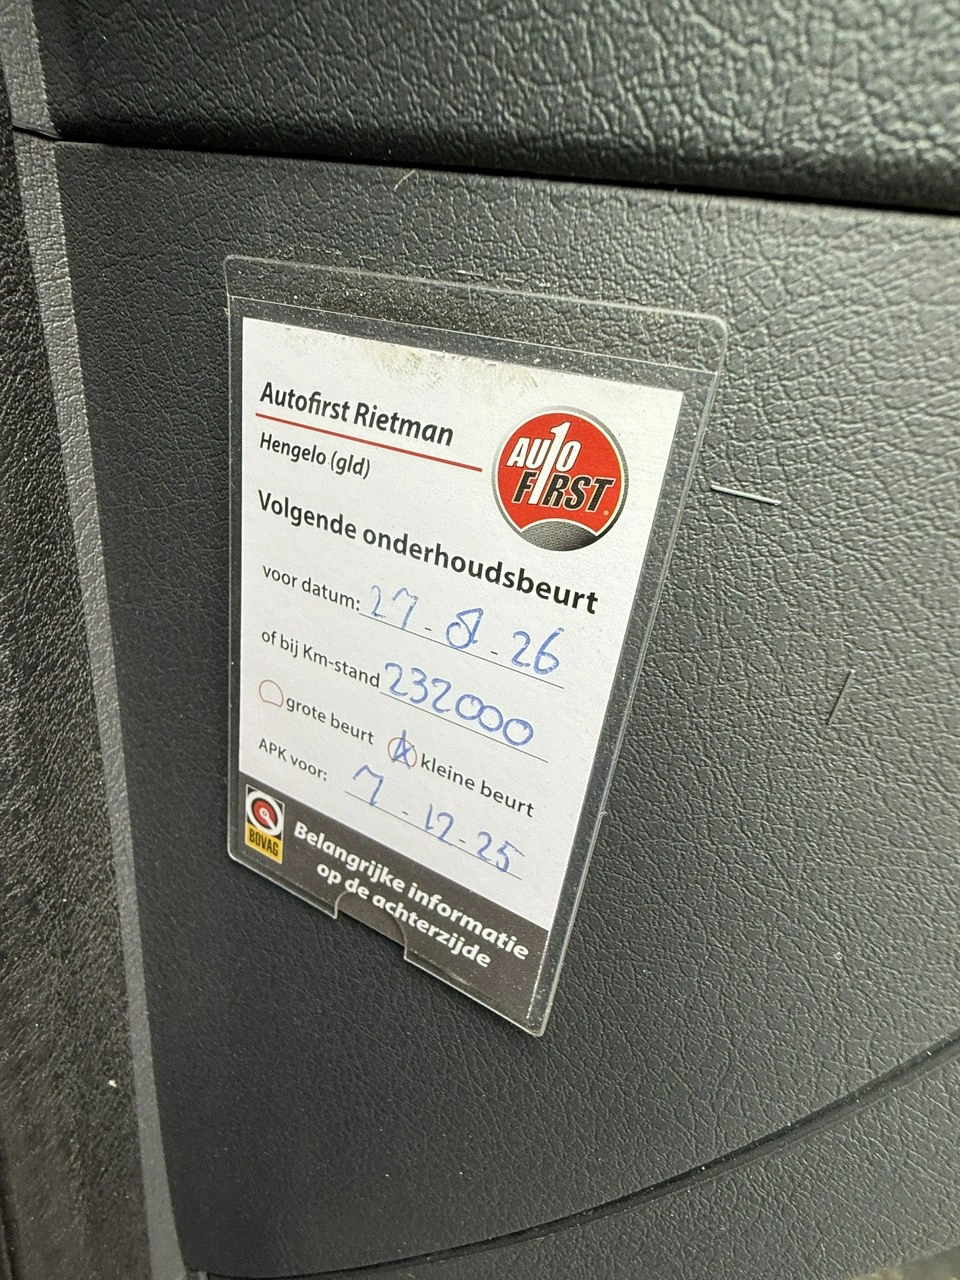 Autofirst Rietman
Hengelo (gld)
AUTO
FIRST
Volgende onderhoudsbeurt
voor datum: 27 - 8 - 26
of bij Km-stand 232000
grote beurt kleine beurt
APK voor: 7 - 12 - 25
BOVAG
Belangrijke informatie
op de achterzijde